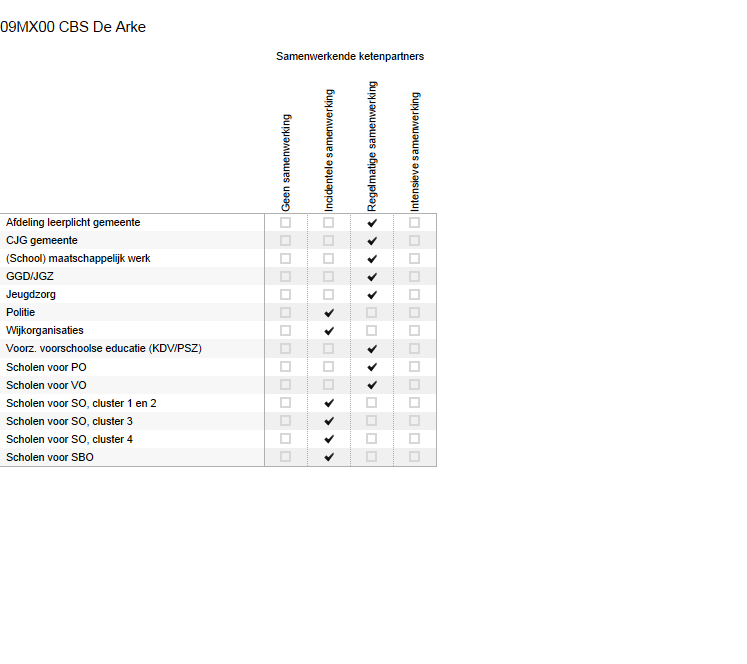 09MX00 CBS De Arke
Samenwerkende ketenpartners
Geen samenwerking
Incidentele samenwerking
Regelmatige samenwerking
Intensieve samenwerking
Afdeling leerplicht gemeente
CJG gemeente
(School) maatschappelijk werk
GGD/JGZ
Jeugdzorg
Politie
Wijkorganisaties
Voorz. voorschoolse educatie (KDV/PSZ)
Scholen voor PO
Scholen voor VO
Scholen voor SO, cluster 1 en 2
Scholen voor SO, cluster 3
Scholen voor SO, cluster 4
Scholen voor SBO